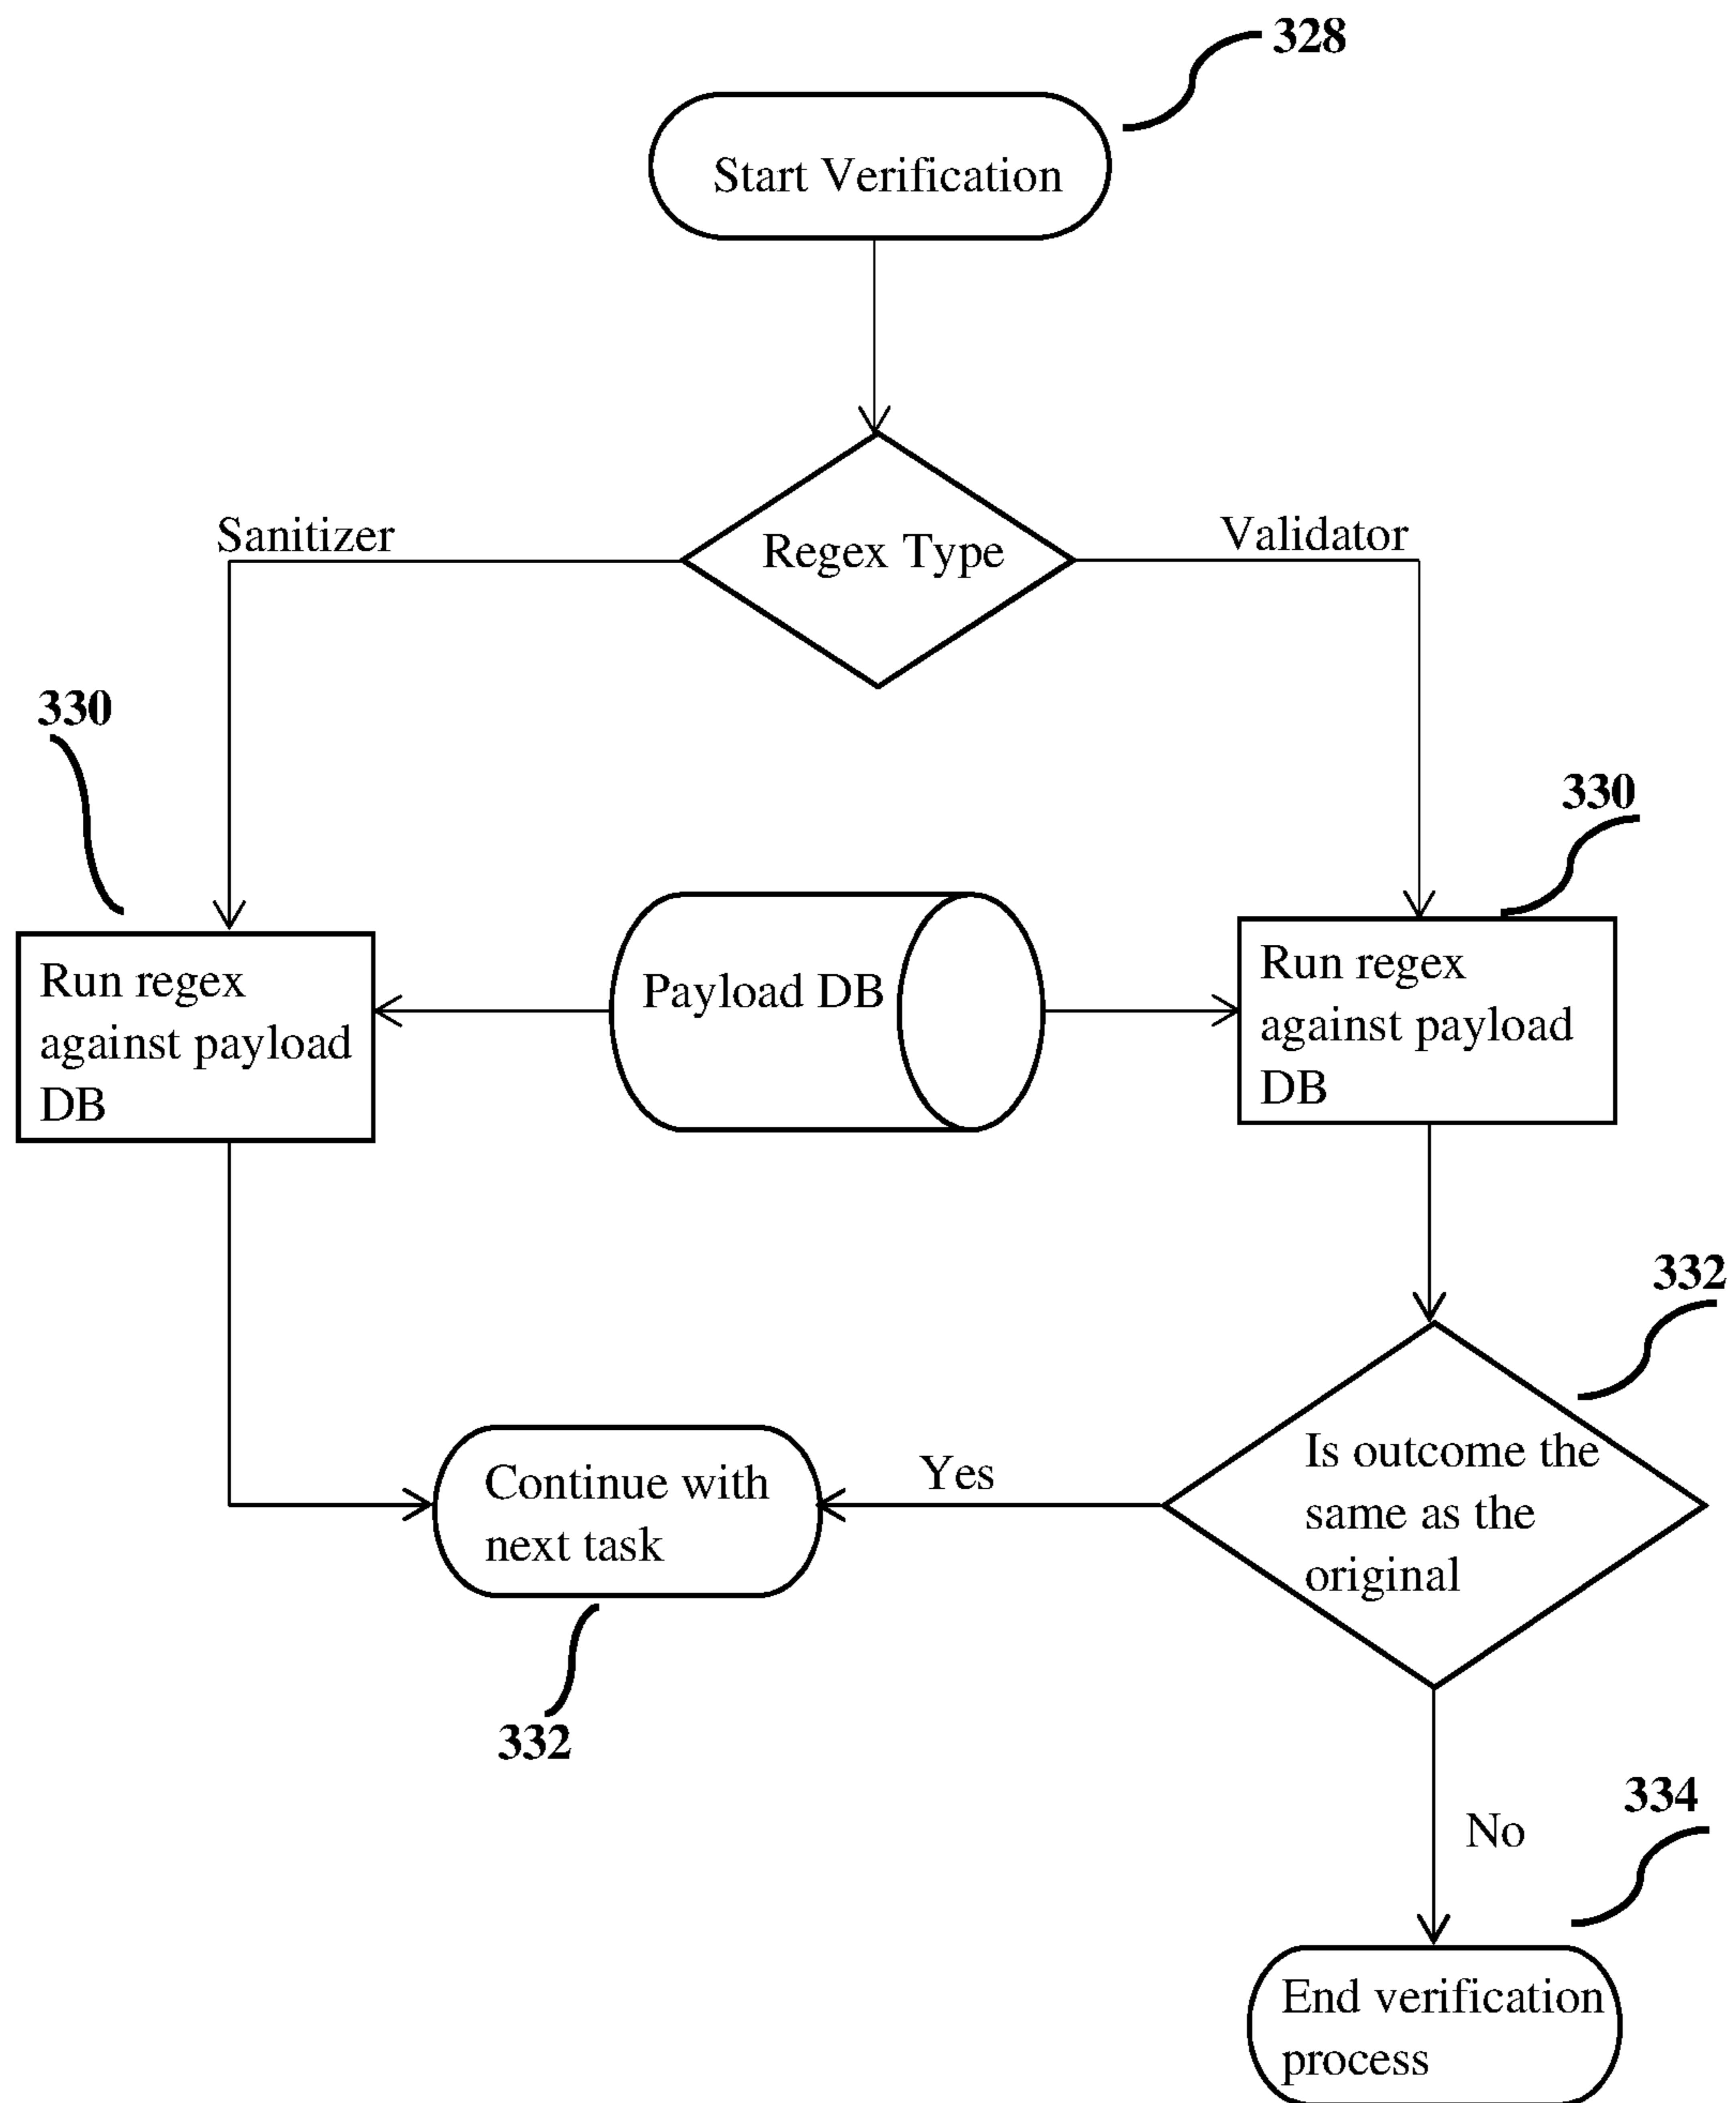 328
Start Verification
Sanitizer
Regex Type
Validator
330
330
Run regex
against payload
DB
Payload DB
Run regex
against payload
DB
332
Continue with
next task
Yes
Is outcome the
same as the
original
332
334
No
End verification
process